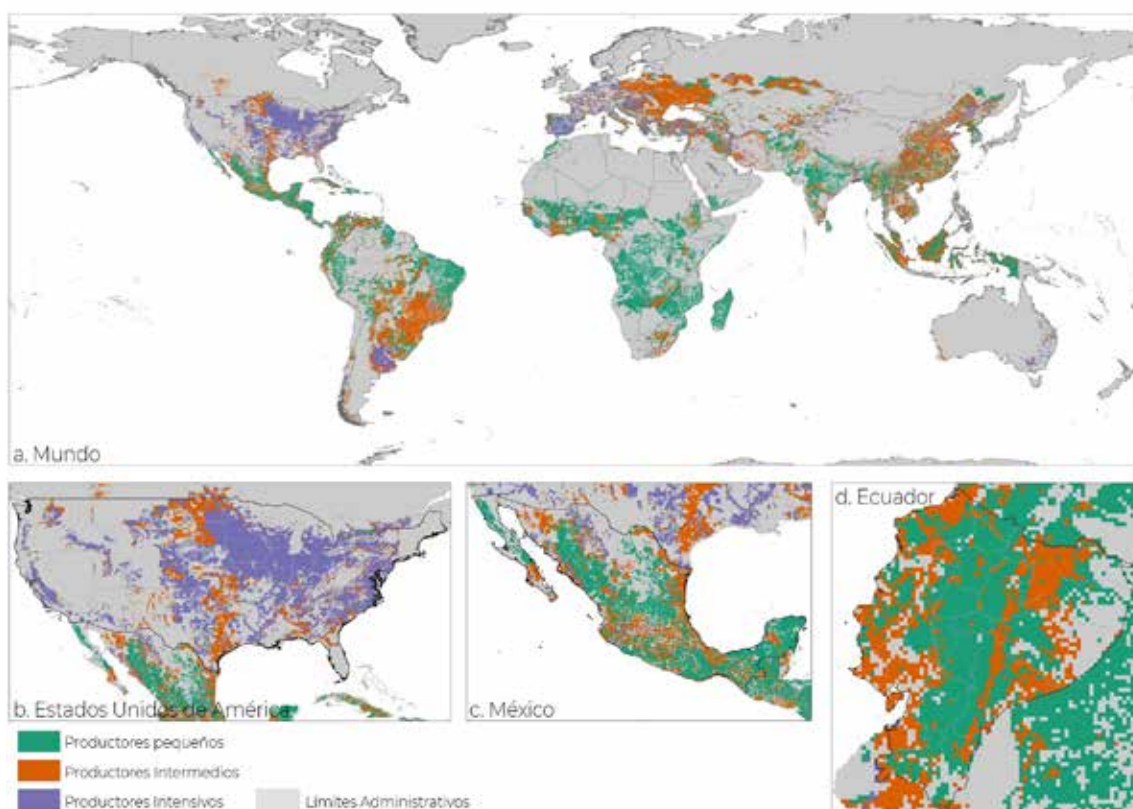 a. Mundo
b. Estados Unidos de América
c. México
d. Ecuador
Productores pequeños
Productores Intermedios
Productores Intensivos
Límites Administrativos